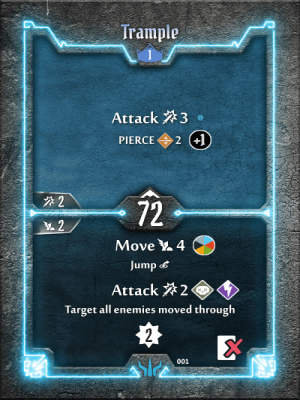 Trample
1
Attack 3
PIERCE 2 +1
2
2
72
Move 4
Jump
Attack 2
Target all enemies moved through
2
001